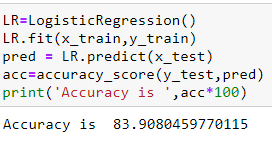 LR=LogisticRegression()
LR.fit(x_train,y_train)
pred = LR.predict(x_test)
acc=accuracy_score(y_test,pred)
print('Accuracy is ',acc*100)
Accuracy is  83.9080459770115